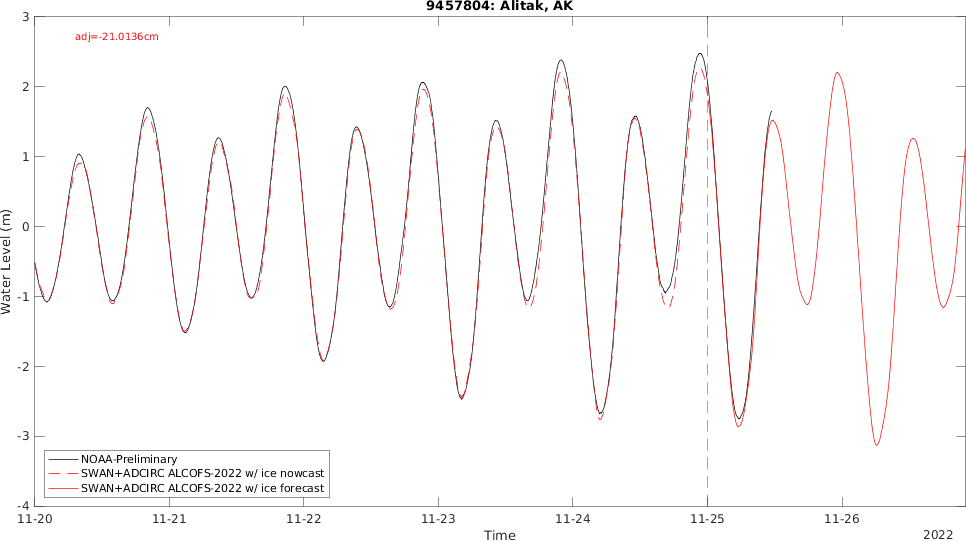 9457804: Alitak, AK
adj=-21.0136cm
3
2
1
0
-1
-2
-3
-4
Water Level (m)
NOAA-Preliminary
SWAN+ADCIRC ALCOFS-2022 w/ ice nowcast
SWAN+ADCIRC ALCOFS-2022 w/ ice forecast
11-20 11-21 11-22 11-23 11-24 11-25 11-26
Time
2022